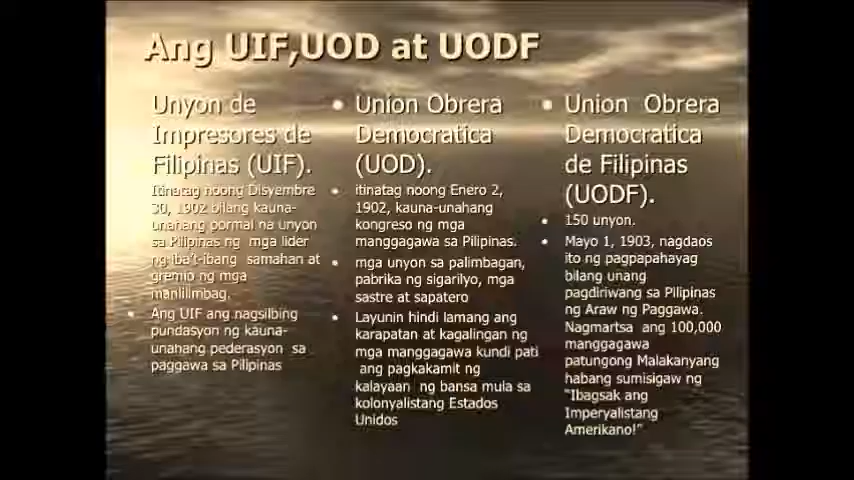 Ang UIF,UOD at UODF
Unyon de
Impresores de
Filipinas (UIF).
Itinatag noong Disyembre
30, 1902 bilang kauna-
unahang pormal na unyon
sa Pilipinas ng mga lider
ng iba't-ibang samahan at
gremio ng mga
manlilimbag.
• Ang UIF ang nagsilbing
pundasyon ng kauna-
unahang pederasyon sa
paggawa sa Pilipinas
• Union Obrera
Democratica
(UOD).
• itinatag noong Enero 2,
1902, kauna-unahang
kongreso ng mga
manggagawa sa Pilipinas.
• mga unyon sa palimbagan,
pabrika ng sigarilyo, mga
sastre at sapatero
• Layunin hindi lamang ang
karapatan at kagalingan ng
mga manggagawa kundi pati
ang pagkakamit ng
kalayaan ng bansa mula sa
kolonyalistang Estados
Unidos
• Union Obrera
Democratica
de Filipinas
(UODF).
• 150 unyon.
• Mayo 1, 1903, nagdaos
ito ng pagpapahayag
bilang unang
pagdiriwang sa Pilipinas
ng Araw ng Paggawa.
Nagmartsa ang 100,000
manggagawa
patungong Malakanyang
habang sumisigaw ng
"Ibagsak ang
Imperyalistang
Amerikano!"